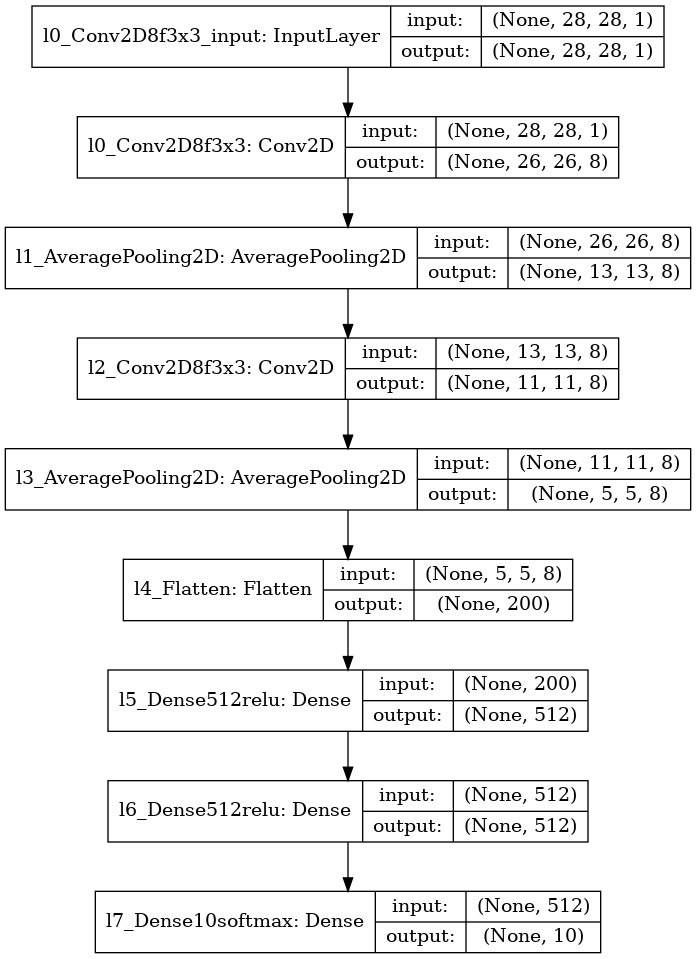 l0_Conv2D8f3x3_input: InputLayer
input: (None, 28, 28, 1)
output: (None, 28, 28, 1)
l0_Conv2D8f3x3: Conv2D
input: (None, 28, 28, 1)
output: (None, 26, 26, 8)
l1_AveragePooling2D: AveragePooling2D
input: (None, 26, 26, 8)
output: (None, 13, 13, 8)
l2_Conv2D8f3x3: Conv2D
input: (None, 13, 13, 8)
output: (None, 11, 11, 8)
l3_AveragePooling2D: AveragePooling2D
input: (None, 11, 11, 8)
output: (None, 5, 5, 8)
l4_Flatten: Flatten
input: (None, 5, 5, 8)
output: (None, 200)
l5_Dense512relu: Dense
input: (None, 200)
output: (None, 512)
l6_Dense512relu: Dense
input: (None, 512)
output: (None, 512)
l7_Dense10softmax: Dense
input: (None, 512)
output: (None, 10)